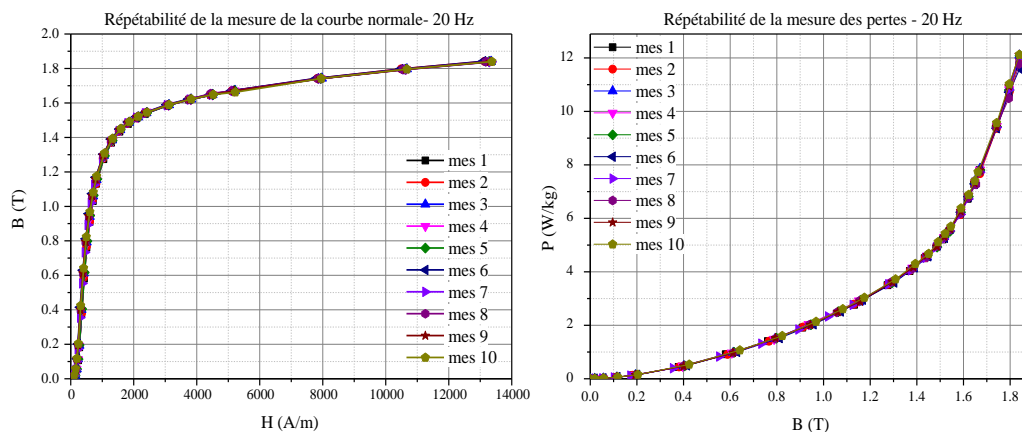 Répétabilité de la mesure de la courbe normale- 20 Hz
2.0
1.8
1.6
1.4
1.2
1.0
0.8
0.6
0.4
0.2
0.0
B (T)
0
2000
4000
6000
8000
10000
12000
14000
H (A/m)
mes 1
mes 2
mes 3
mes 4
mes 5
mes 6
mes 7
mes 8
mes 9
mes 10
Répétabilité de la mesure des pertes - 20 Hz
12
10
8
6
4
2
0
P (W/kg)
0.0
0.2
0.4
0.6
0.8
1.0
1.2
1.4
1.6
1.8
B (T)
mes 1
mes 2
mes 3
mes 4
mes 5
mes 6
mes 7
mes 8
mes 9
mes 10